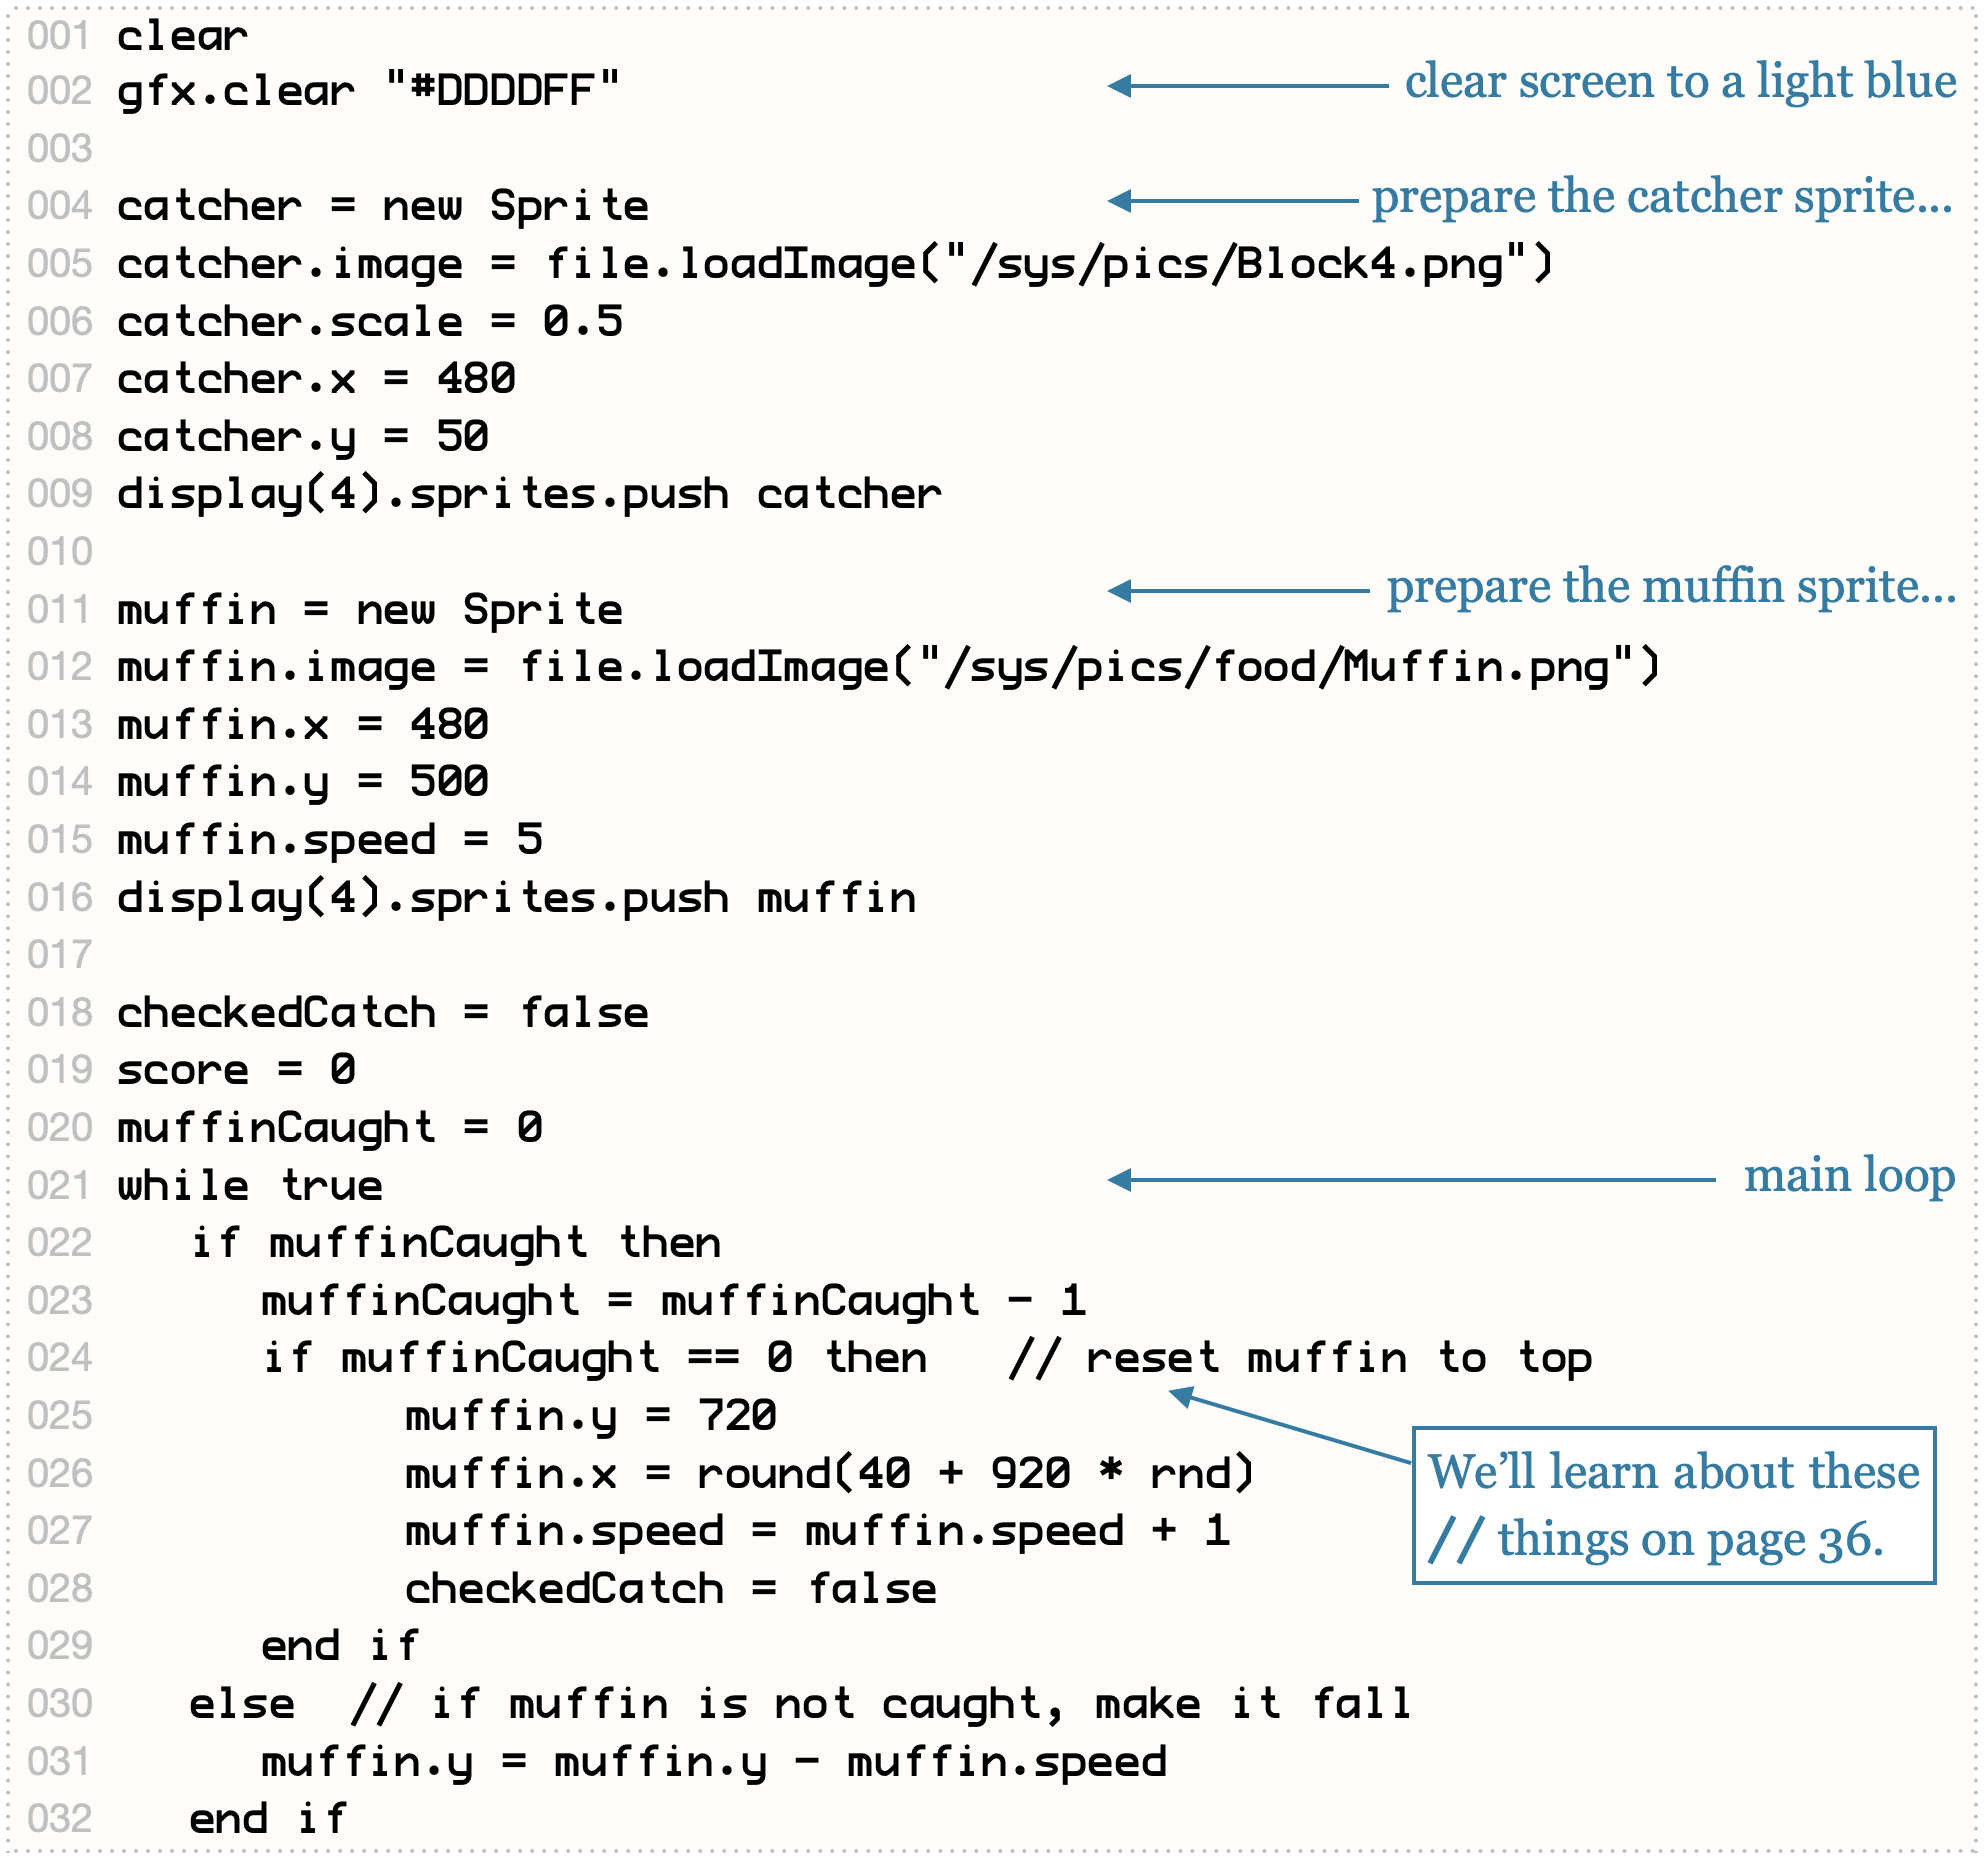 001 clear
002 gfx.clear "#DDDDFF"
clear screen to a light blue
003
004 catcher = new Sprite
prepare the catcher sprite...
005 catcher.image = file.loadImage("/sys/pics/Block4.png")
006 catcher.scale = 0.5
007 catcher.x = 480
008 catcher.y = 50
009 display(4).sprites.push catcher
010
011 muffin = new Sprite
prepare the muffin sprite...
012 muffin.image = file.loadImage("/sys/pics/food/Muffin.png")
013 muffin.x = 480
014 muffin.y = 500
015 muffin.speed = 5
016 display(4).sprites.push muffin
017
018 checkedCatch = false
019 score = 0
020 muffinCaught = 0
021 while true
main loop
022    if muffinCaught then
023       muffinCaught = muffinCaught - 1
024       if muffinCaught == 0 then   // reset muffin to top
025             muffin.y = 720
026             muffin.x = round(40 + 920 * rnd)
027             muffin.speed = muffin.speed + 1
028             checkedCatch = false
We'll learn about these
// things on page 36.
029       end if
030    else  // if muffin is not caught, make it fall
031       muffin.y = muffin.y - muffin.speed
032    end if